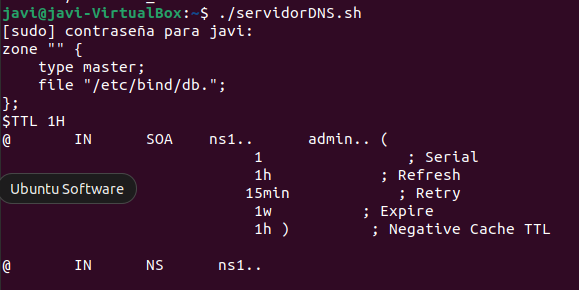 javi@javi-VirtualBox:~$ ./servidorDNS.sh
[sudo] contraseña para javi:
zone "" {
    type master;
    file "/etc/bind/db.";
};
$TTL 1H
@       IN      SOA     ns1..      admin.. (
                            1                ; Serial
                            1h            ; Refresh
Ubuntu Software
                           15min            ; Retry
                            1w          ; Expire
                            1h )         ; Negative Cache TTL
@       IN      NS      ns1..